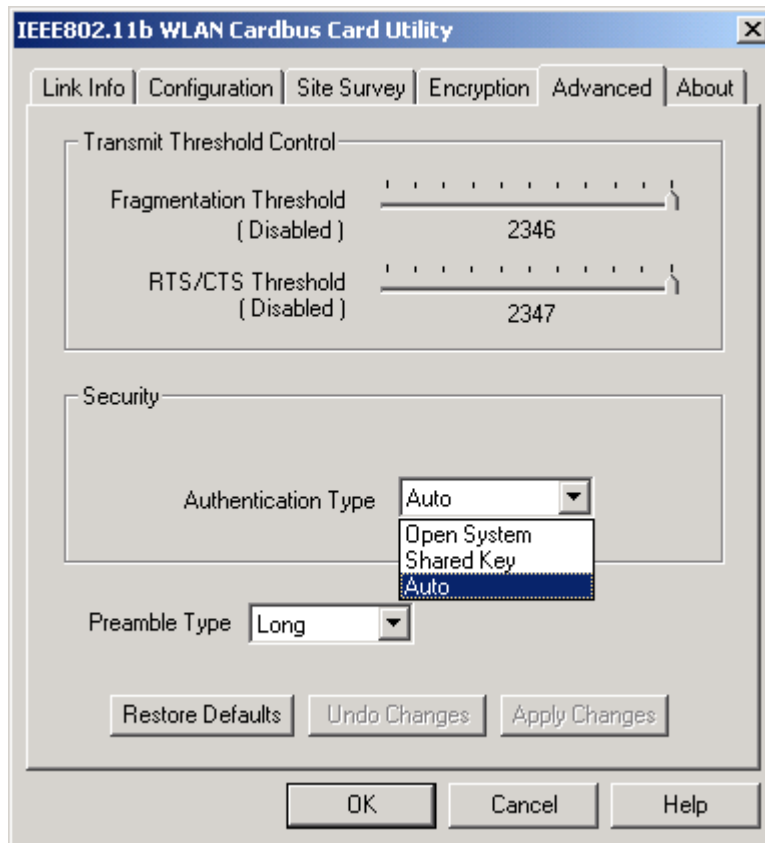 IEEE802.11b WLAN Cardbus Card Utility
Link Info Configuration Site Survey Encryption Advanced About
Transmit Threshold Control
Fragmentation Threshold
( Disabled )
2346
RTS/CTS Threshold
( Disabled )
2347
Security
Authentication Type Auto
Open System
Shared Key
Auto
Preamble Type Long
Restore Defaults Undo Changes Apply Changes
OK Cancel Help